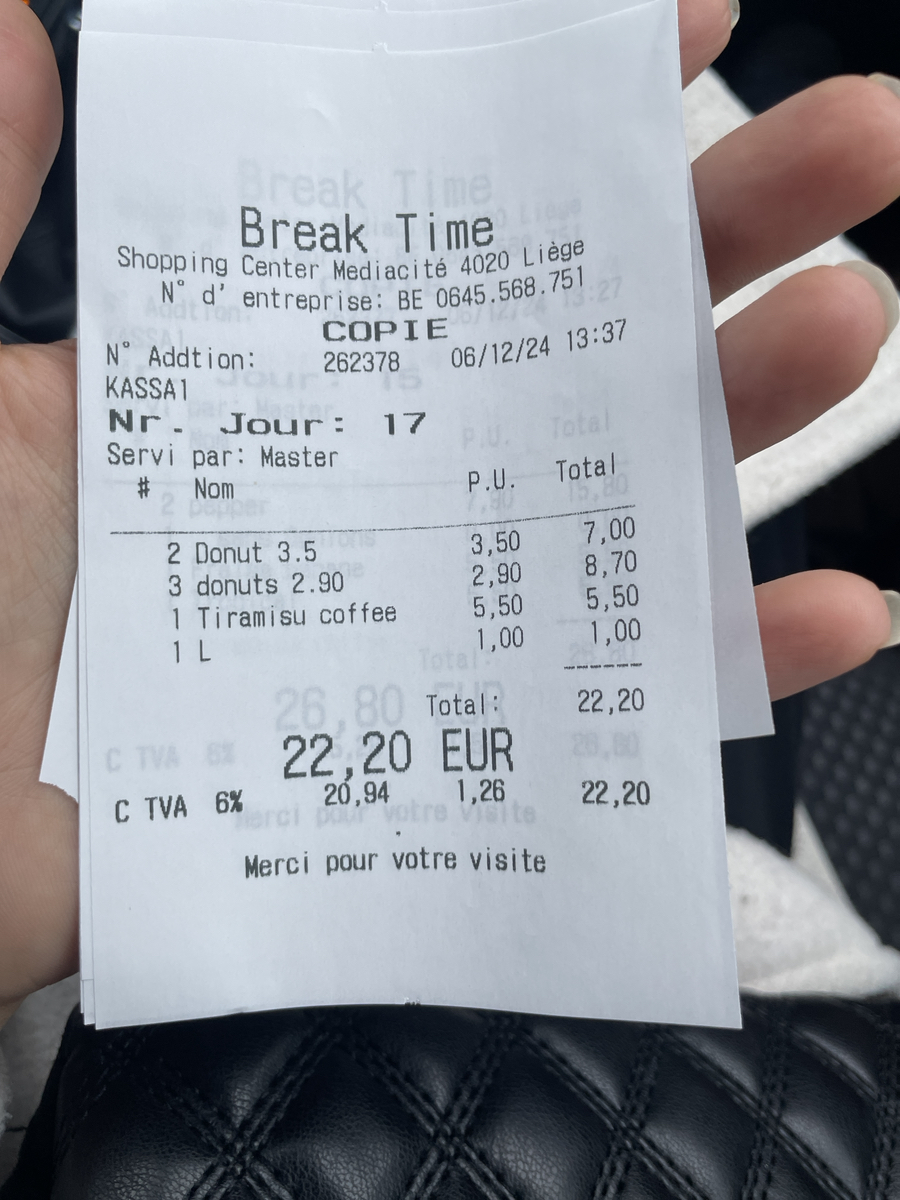 Break Time
Shopping Center Mediacité 4020 Liège
N° d' entreprise: BE 0645.568.751
COPIE
N° Addtion: 262378 06/12/24 13:37
KASSA1
Nr. Jour: 17
Servi par: Master
# Nom P.U. Total
2 Donut 3.5 3,50 7,00
3 donuts 2.90 2,90 8,70
1 Tiramisu coffee 5,50 5,50
1 L 1,00 1,00
Total: 22,20
22,20 EUR
C TVA 6% 20,94 1,26 22,20
Merci pour votre visite